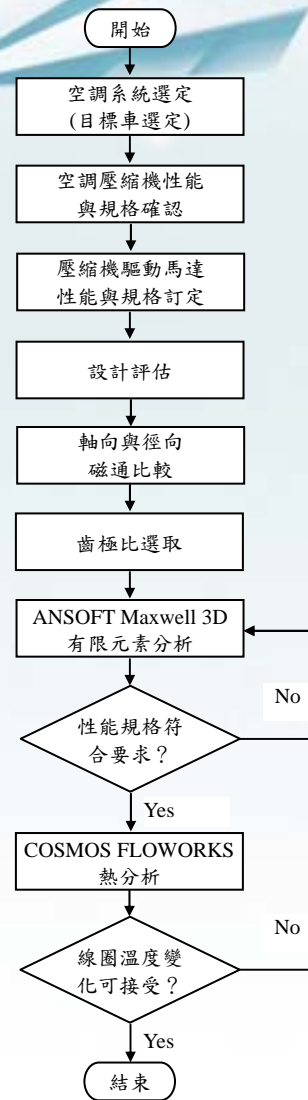 開始
空調系統選定
(目標車選定)
空調壓縮機性能
與規格確認
壓縮機驅動馬達
性能與規格訂定
設計評估
軸向與徑向
磁通比較
齒極比選取
ANSOFT Maxwell 3D
有限元素分析
No
性能規格符
合要求？
Yes
COSMOS FLOWORKS
熱分析
No
線圈溫度變
化可接受？
Yes
結束